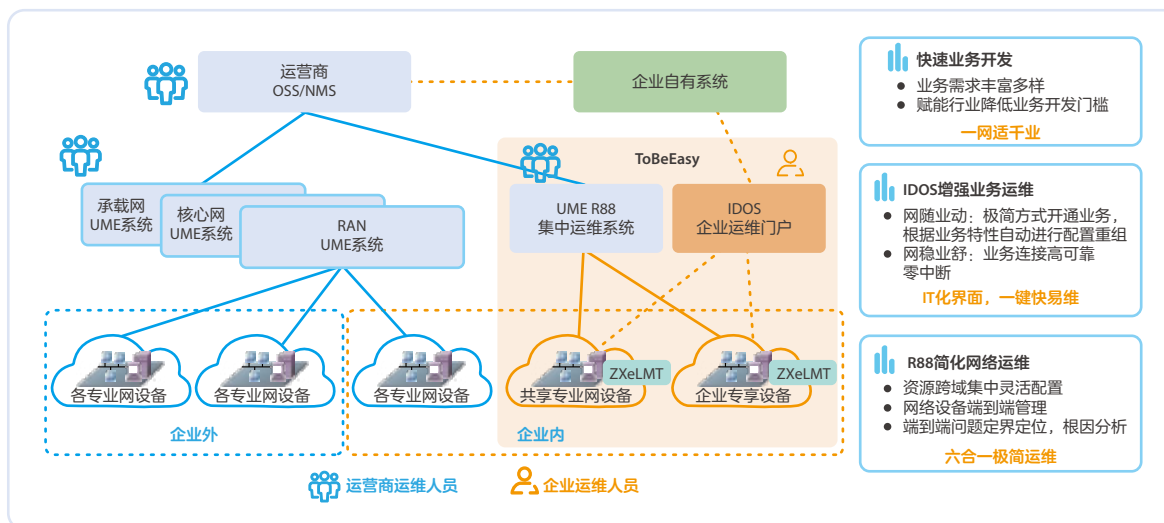 运营商
OSS/NMS
企业自有系统
ToBeEasy
承载网
UME系统
核心网
UME系统
RAN
UME系统
UME R88
集中运维系统
IDOS
企业运维门户
各专业网设备
各专业网设备
各专业网设备
共享专业网设备
ZXeLMT
企业专享设备
ZXeLMT
企业外
企业内
运营商运维人员
企业运维人员
快速业务开发
● 业务需求丰富多样
● 赋能行业降低业务开发门槛
一网运千业
IDOS增强业务运维
● 网随业动：极简方式开通业务，
根据业务特性自动进行配置重组
● 网稳业舒：业务连接高可靠
零中断
IT化界面，一键快易维
R88简化网络运维
● 资源跨域集中灵活配置
● 网络设备端到端管理
● 端到端问题定界定位，根因分析
六合一极简运维